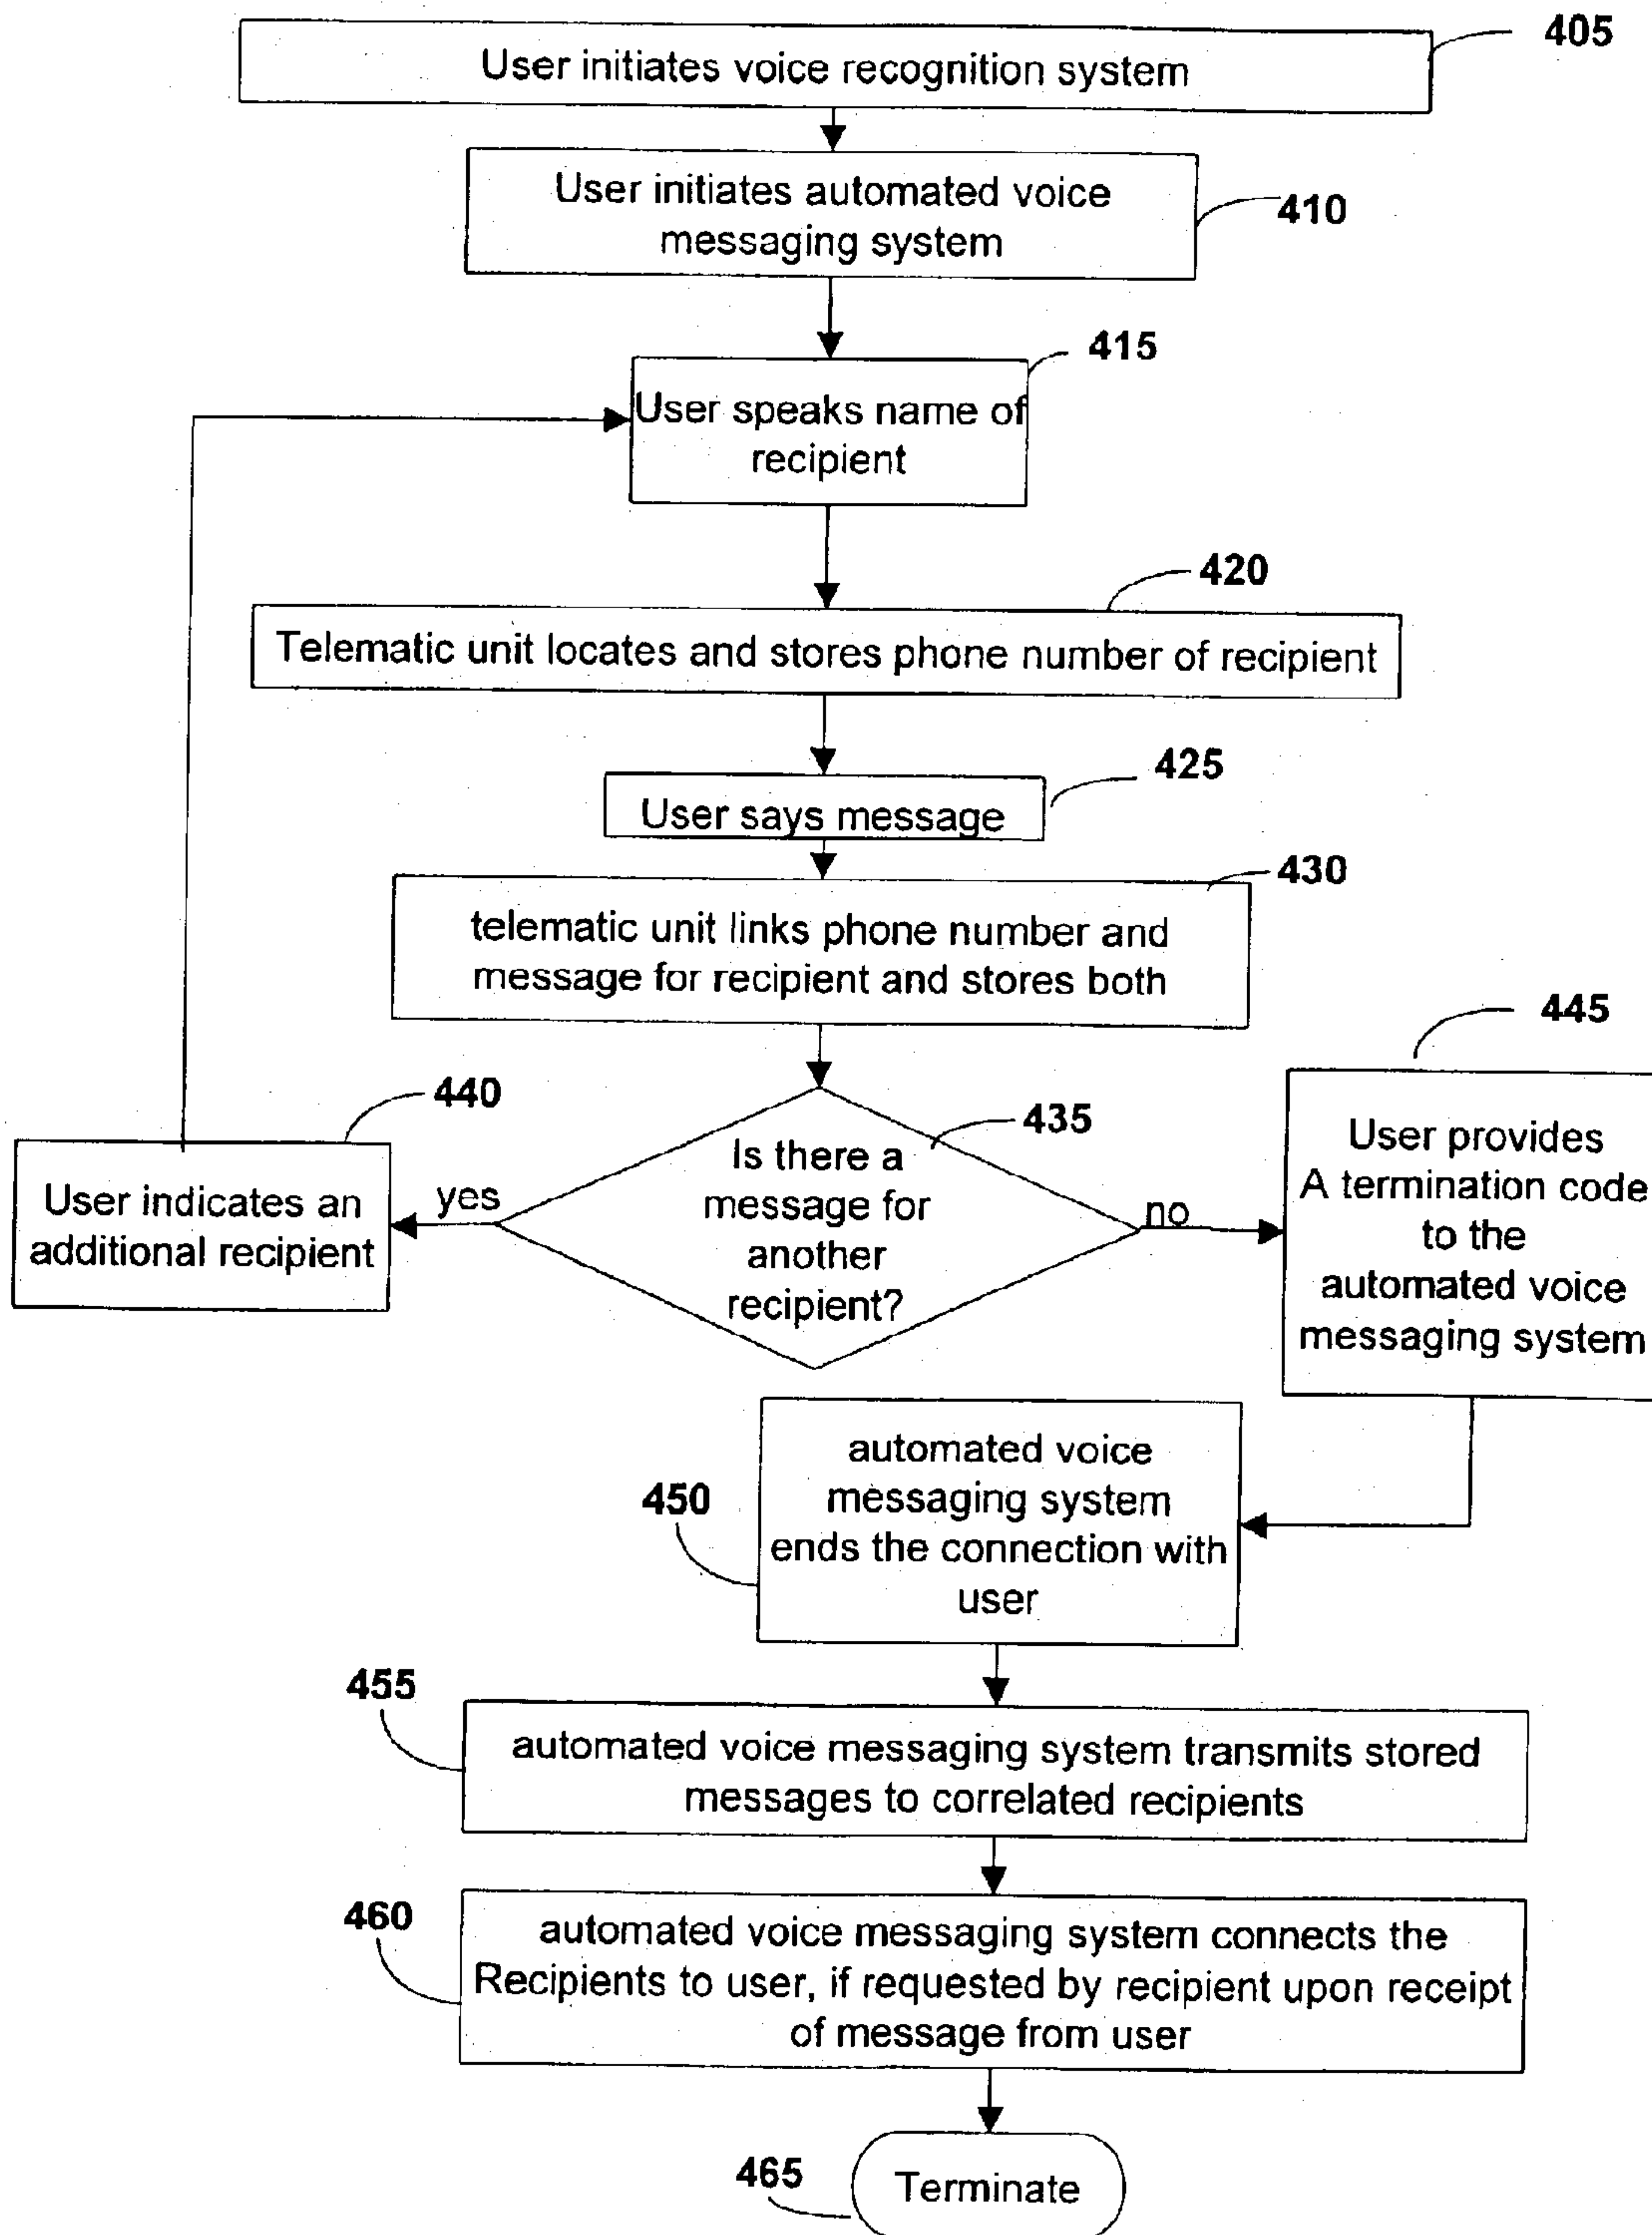 405
User initiates voice recognition system
User initiates automated voice
messaging system
410
415
User speaks name of
recipient
420
Telematic unit locates and stores phone number of recipient
425
User says message
430
telematic unit links phone number and
message for recipient and stores both
445
440
435
Is there a
message for
another
recipient?
yes
no
User indicates an
additional recipient
User provides
A termination code
to the
automated voice
messaging system
450
automated voice
messaging system
ends the connection with
user
455
automated voice messaging system transmits stored
messages to correlated recipients
460
automated voice messaging system connects the
Recipients to user, if requested by recipient upon receipt
of message from user
465
Terminate